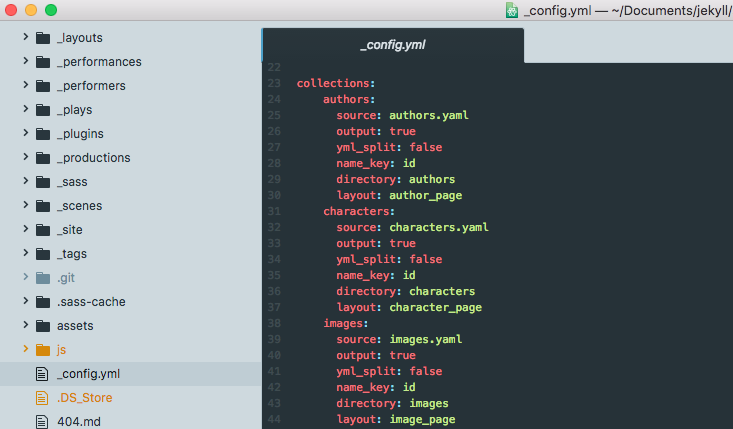 _config.yml — ~/Documents/jekyll/
_layouts
_performances
_performers
_plays
_plugins
_productions
_sass
_scenes
_site
_tags
.git
.sass-cache
assets
js
_config.yml
.DS_Store
404.md
_config.yml
22
23 collections:
24 authors:
25 source: authors.yaml
26 output: true
27 yml_split: false
28 name_key: id
29 directory: authors
30 layout: author_page
31 characters:
32 source: characters.yaml
33 output: true
34 yml_split: false
35 name_key: id
36 directory: characters
37 layout: character_page
38 images:
39 source: images.yaml
40 output: true
41 yml_split: false
42 name_key: id
43 directory: images
44 layout: image_page